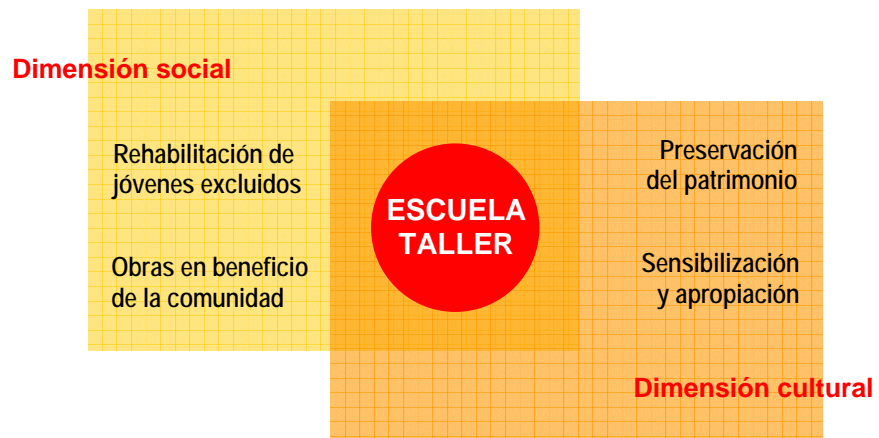 Dimensión social
Rehabilitación de
jóvenes excluidos
Obras en beneficio
de la comunidad
ESCUELA
TALLER
Preservación
del patrimonio
Sensibilización
y apropiación
Dimensión cultural